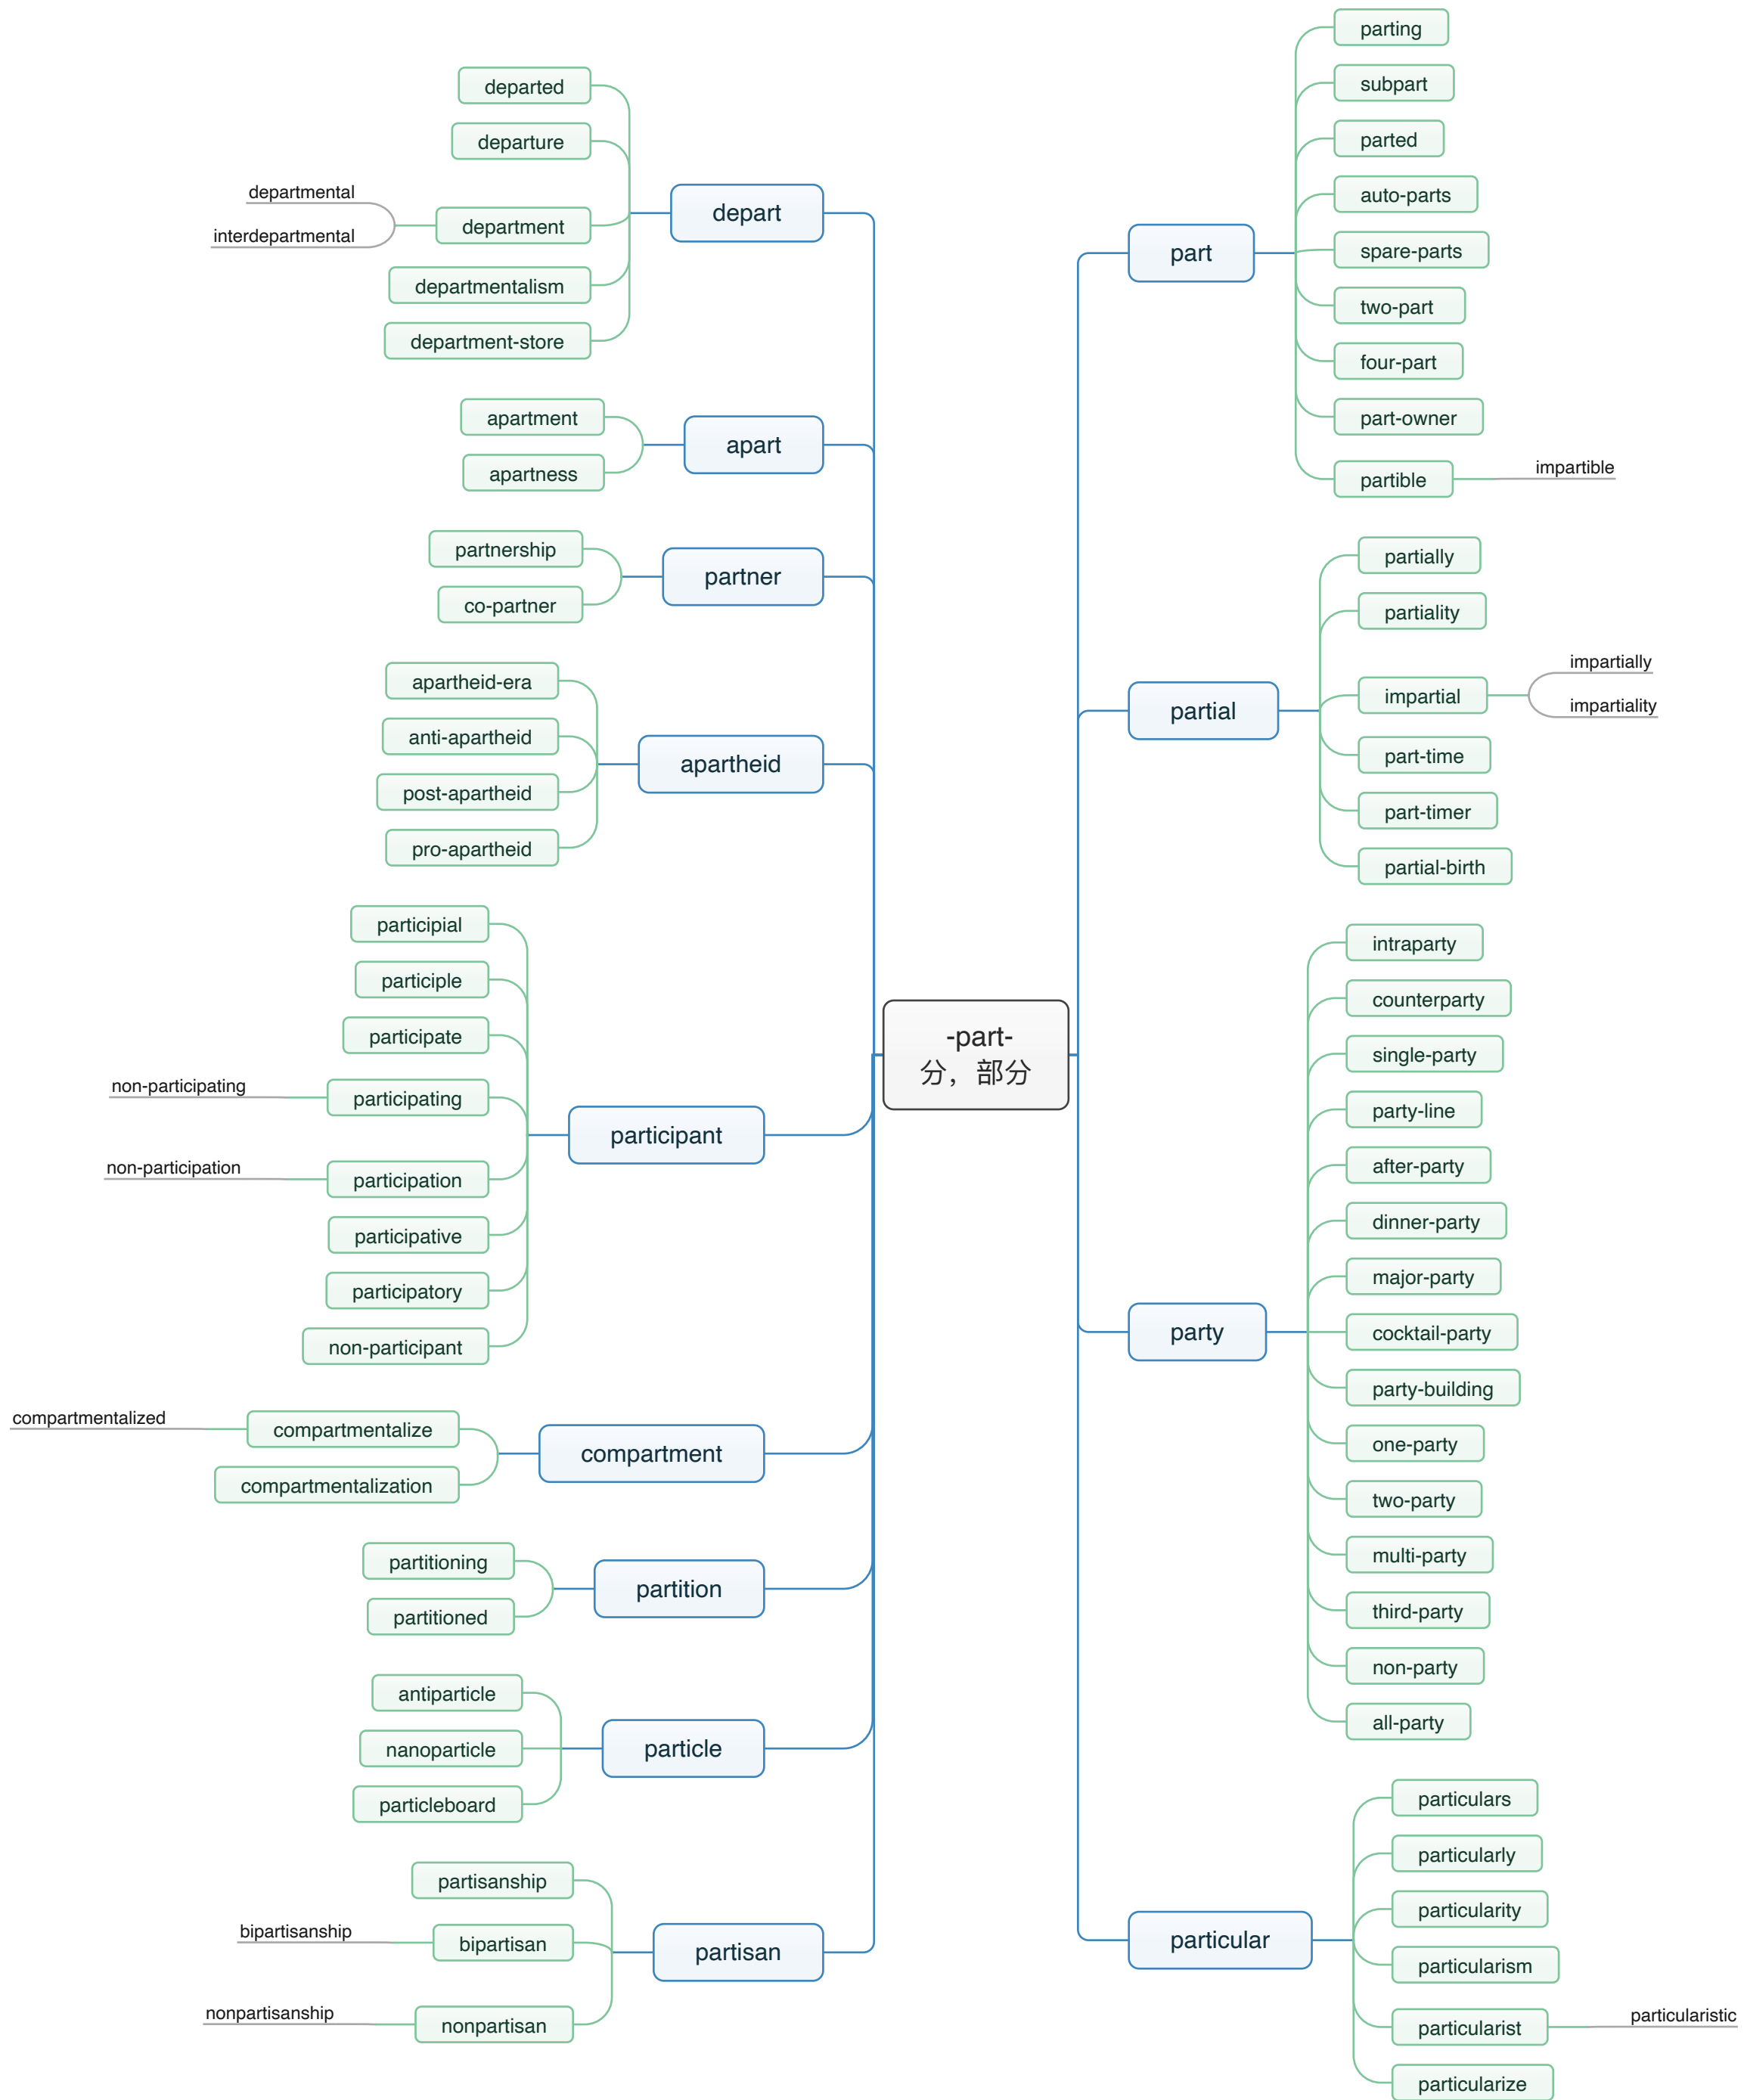 -part-
分，部分
part
parting
subpart
parted
auto-parts
spare-parts
two-part
four-part
part-owner
partible
impartible
partial
partially
partiality
impartial
impartially
impartiality
part-time
part-timer
partial-birth
party
intraparty
counterparty
single-party
party-line
after-party
dinner-party
major-party
cocktail-party
party-building
one-party
two-party
multi-party
third-party
non-party
all-party
particular
particulars
particularly
particularity
particularism
particularist
particularistic
particularize
depart
departed
departure
department
departmental
interdepartmental
departmentalism
department-store
apart
apartment
apartness
partner
partnership
co-partner
apartheid
apartheid-era
anti-apartheid
post-apartheid
pro-apartheid
participant
participial
participle
participate
participating
non-participating
participation
non-participation
participative
participatory
non-participant
compartment
compartmentalize
compartmentalized
compartmentalization
partition
partitioning
partitioned
particle
antiparticle
nanoparticle
particleboard
partisan
partisanship
bipartisan
bipartisanship
nonpartisan
nonpartisanship